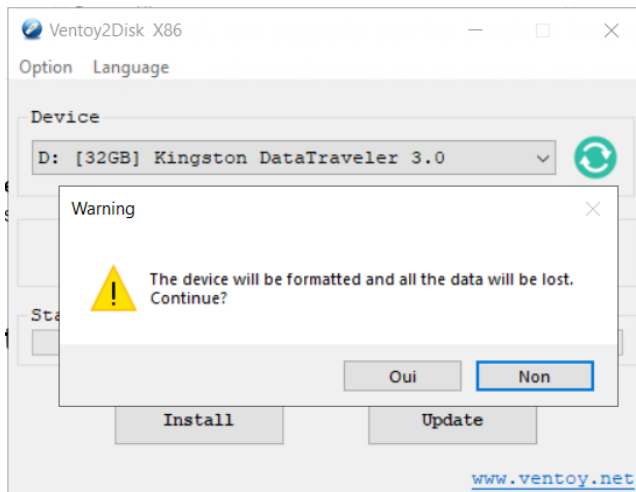 Ventoy2Disk X86
Option Language
Device
D: [32GB] Kingston DataTraveler 3.0
Warning
The device will be formatted and all the data will be lost.
Continue?
Oui Non
Install Update
www.ventoy.net